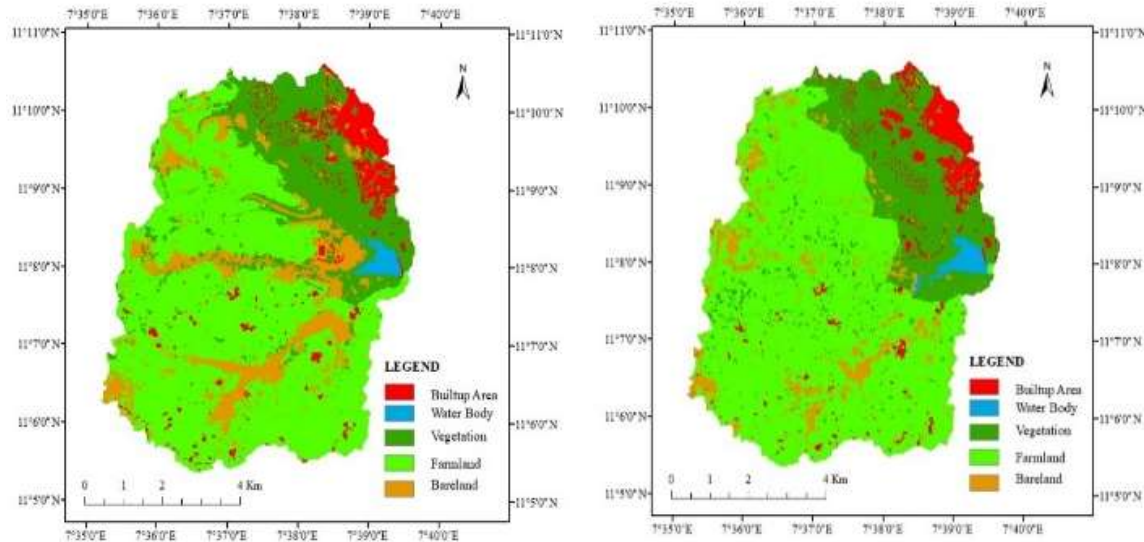 7°35'0"E 7°36'0"E 7°37'0"E 7°38'0"E 7°39'0"E 7°40'0"E
11°11'0"N 11°11'0"N
N
11°10'0"N 11°10'0"N
11°9'0"N 11°9'0"N
11°8'0"N 11°8'0"N
11°7'0"N 11°7'0"N
LEGEND
Builtup Area
11°6'0"N Water Body 11°6'0"N
Vegetation
Farmland
0 1 2 4 Km Bareland
11°5'0"N 11°5'0"N
7°35'0"E 7°36'0"E 7°37'0"E 7°38'0"E 7°39'0"E 7°40'0"E
7°35'0"E 7°36'0"E 7°37'0"E 7°38'0"E 7°39'0"E 7°40'0"E
11°11'0"N 11°11'0"N
N
11°10'0"N 11°10'0"N
11°9'0"N 11°9'0"N
11°8'0"N 11°8'0"N
11°7'0"N 11°7'0"N
LEGEND
Builtup Area
11°6'0"N Water Body 11°6'0"N
Vegetation
Farmland
0 1 2 4 Km Bareland
11°5'0"N 11°5'0"N
7°35'0"E 7°36'0"E 7°37'0"E 7°38'0"E 7°39'0"E 7°40'0"E